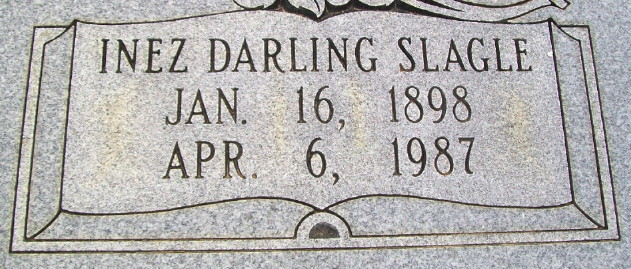 INEZ DARLING SLAGLE
JAN. 16, 1898
APR. 6, 1987